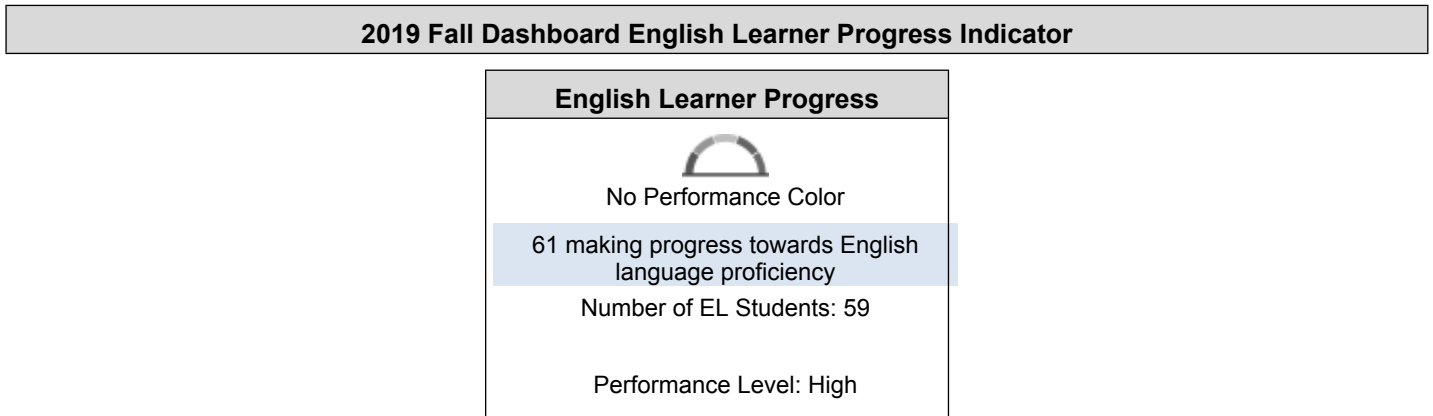 2019 Fall Dashboard English Learner Progress Indicator
English Learner Progress
No Performance Color
61 making progress towards English
language proficiency
Number of EL Students: 59
Performance Level: High